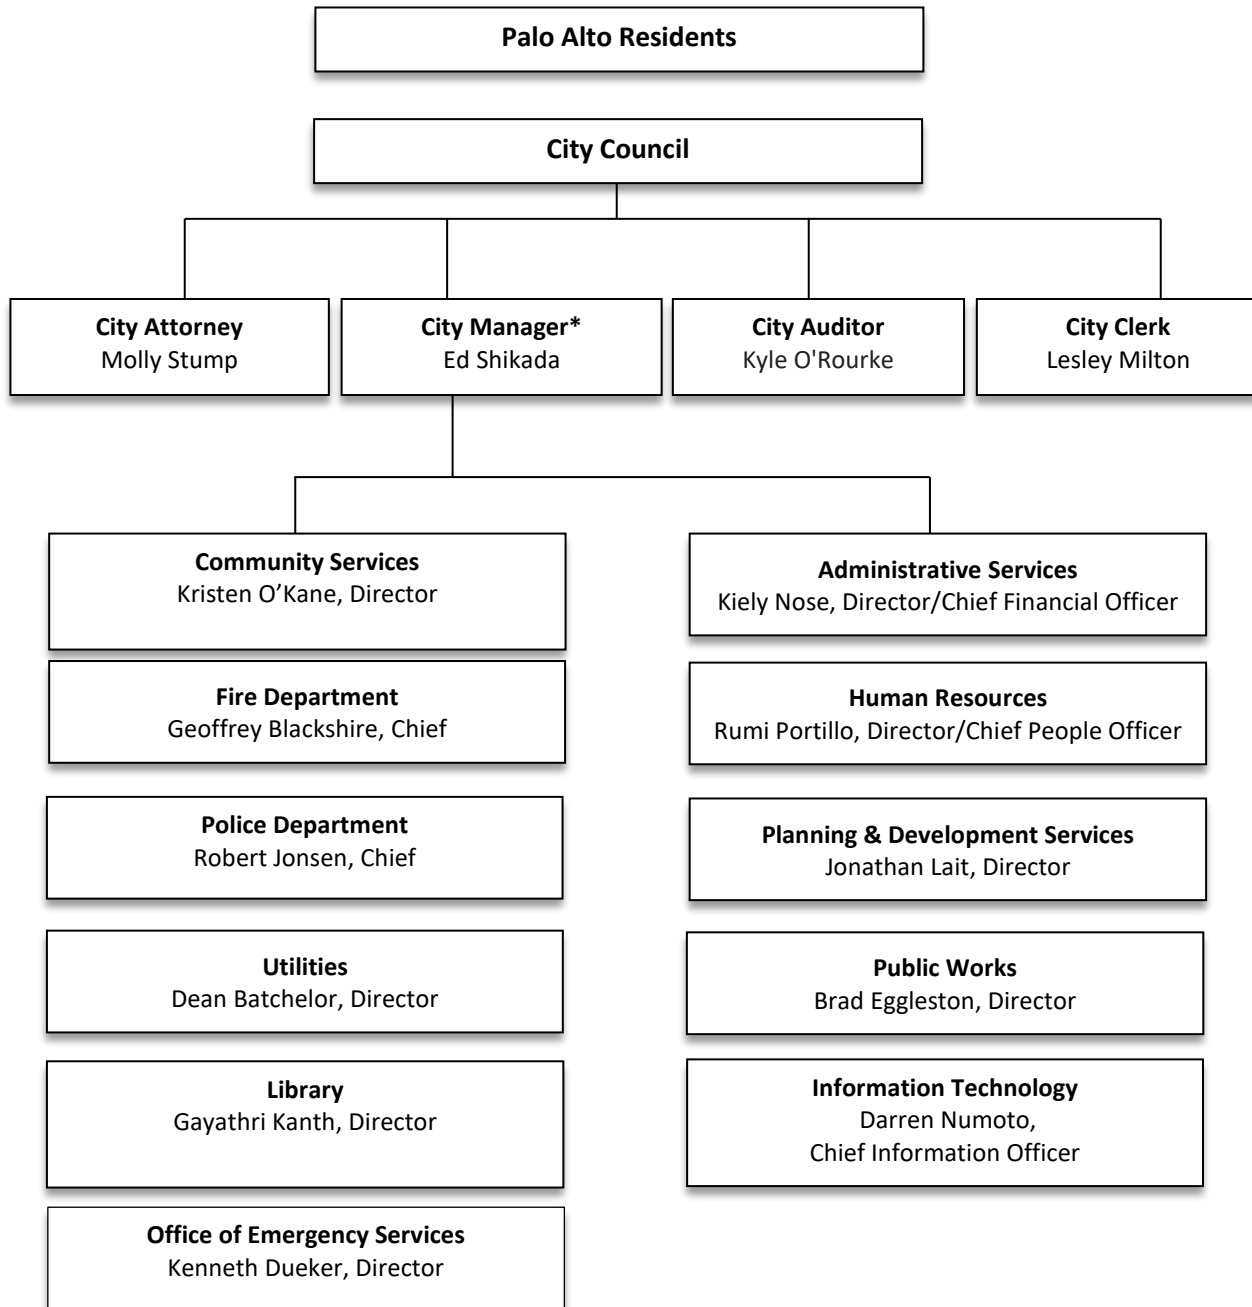 Palo Alto Residents
City Council
City Attorney
Molly Stump
City Manager*
Ed Shikada
City Auditor
Kyle O'Rourke
City Clerk
Lesley Milton
Community Services
Kristen O’Kane, Director
Fire Department
Geoffrey Blackshire, Chief
Police Department
Robert Jonsen, Chief
Utilities
Dean Batchelor, Director
Library
Gayathri Kanth, Director
Office of Emergency Services
Kenneth Dueker, Director
Administrative Services
Kiely Nose, Director/Chief Financial Officer
Human Resources
Rumi Portillo, Director/Chief People Officer
Planning & Development Services
Jonathan Lait, Director
Public Works
Brad Eggleston, Director
Information Technology
Darren Numoto,
Chief Information Officer